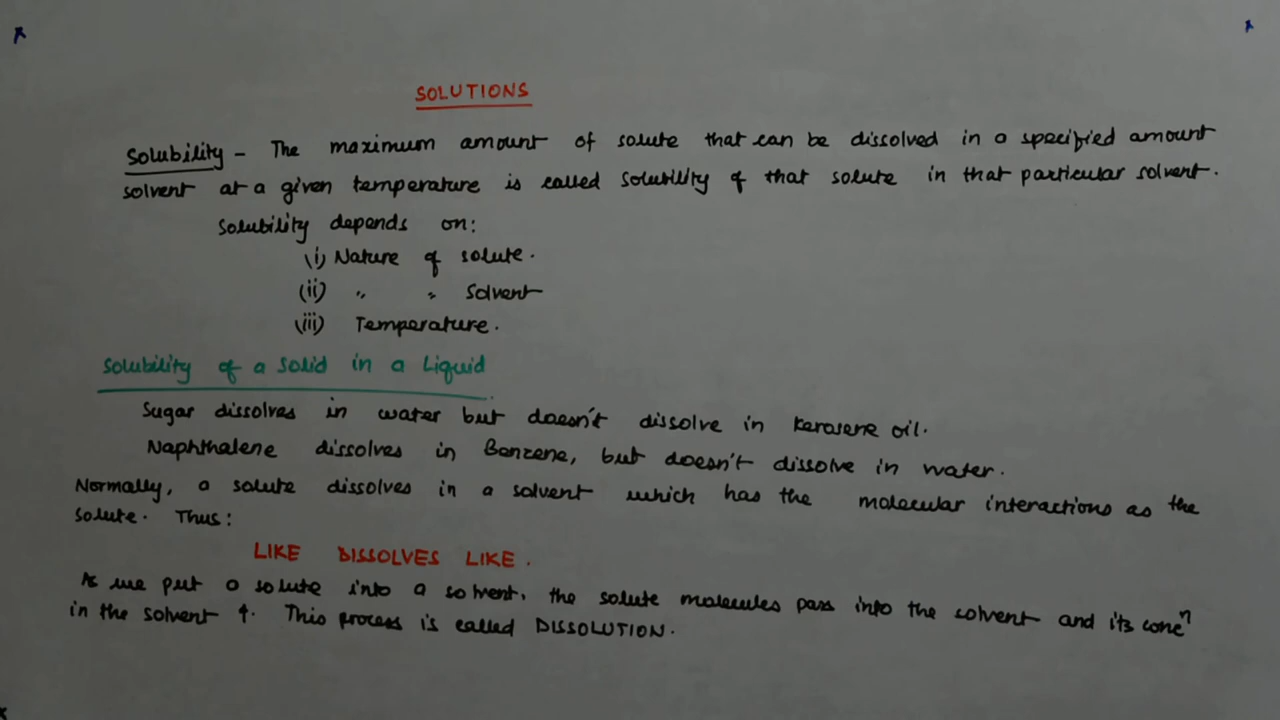 SOLUTIONS
Solubility - The maximum amount of solute that can be dissolved in a specified amount
solvent at a given temperature is called solubility of that solute in that particular solvent.
Solubility depends on:
(i) Nature of solute.
(ii) " " Solvent
(iii) Temperature.
Solubility of a Solid in a Liquid
Sugar dissolves in water but doesn't dissolve in kerosene oil.
Naphthalene dissolves in Benzene, but doesn't dissolve in water.
Normally, a solute dissolves in a solvent which has the molecular interactions as the
solute. Thus:
LIKE DISSOLVES LIKE.
As we put a solute into a solvent, the solute molecules pass into the solvent and its concⁿ
in the solvent ↑. This process is called DISSOLUTION.